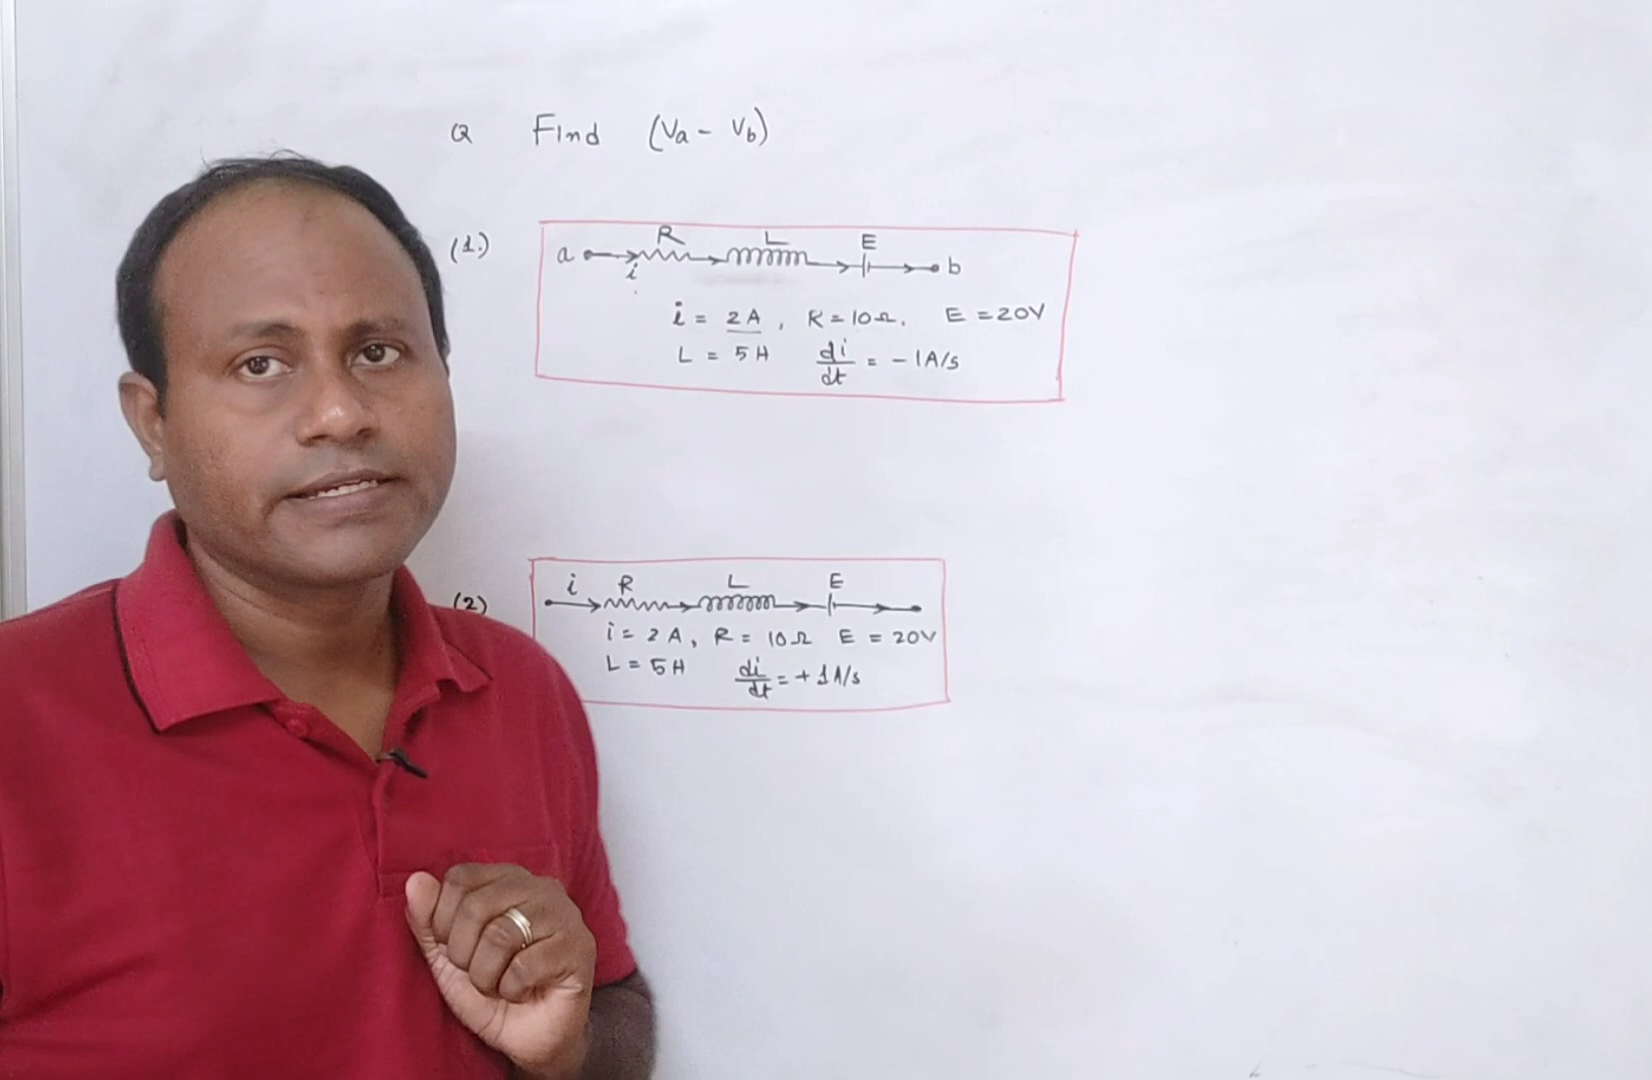 Q Find (Va - Vb)
(1.)
R L E
a b
i
i = 2A, R = 10Ω. E = 20V
L = 5H di/dt = - 1A/s
(2)
i R L E
i = 2A, R = 10Ω E = 20V
L = 5H di/dt = + 1A/s